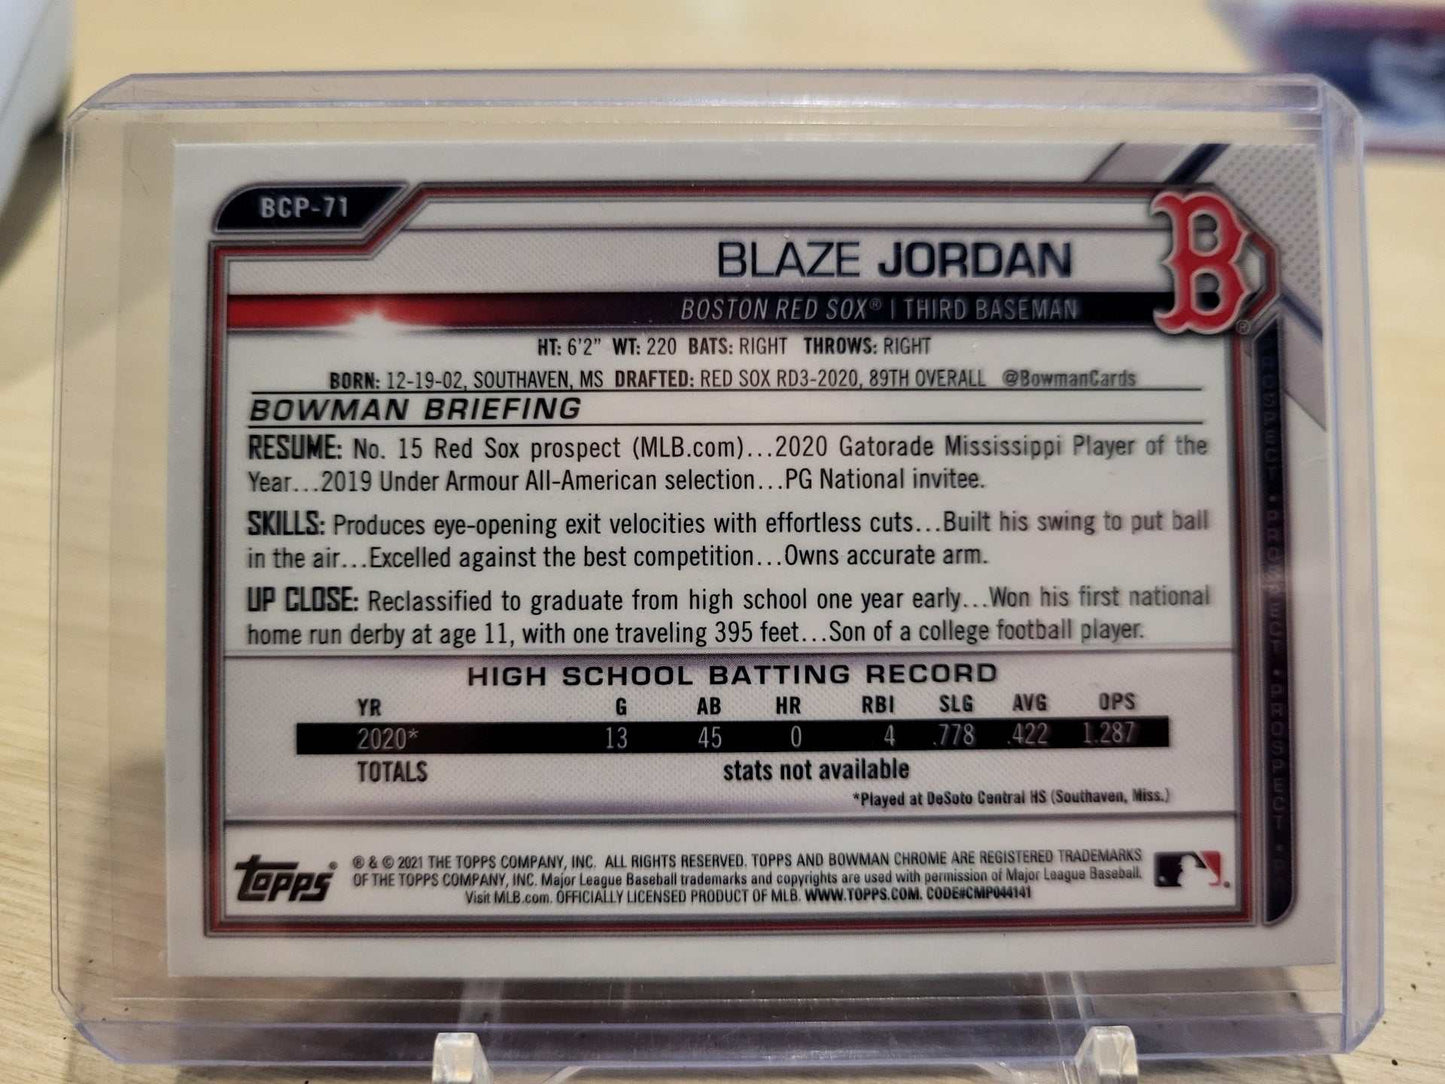 BCP-71
BLAZE JORDAN
BOSTON RED SOX® | THIRD BASEMAN
B
HT: 6'2" WT: 220 BATS: RIGHT THROWS: RIGHT
BORN: 12-19-02, SOUTHAVEN, MS DRAFTED: RED SOX RD3-2020, 89TH OVERALL @BowmanCards
BOWMAN BRIEFING
RESUME: No. 15 Red Sox prospect (MLB.com)...2020 Gatorade Mississippi Player of the
Year...2019 Under Armour All-American selection...PG National invitee.
SKILLS: Produces eye-opening exit velocities with effortless cuts...Built his swing to put ball
in the air...Excelled against the best competition...Owns accurate arm.
UP CLOSE: Reclassified to graduate from high school one year early...Won his first national
home run derby at age 11, with one traveling 395 feet...Son of a college football player.
HIGH SCHOOL BATTING RECORD
YR G AB HR RBI SLG AVG OPS
2020* 13 45 0 4 .778 .422 1.287
TOTALS stats not available
*Played at DeSoto Central HS (Southaven, Miss.)
PROSPECT • PROSPECT • PROSPECT •
Topps®
® & © 2021 THE TOPPS COMPANY, INC. ALL RIGHTS RESERVED. TOPPS AND BOWMAN CHROME ARE REGISTERED TRADEMARKS
OF THE TOPPS COMPANY, INC. Major League Baseball trademarks and copyrights are used with permission of Major League Baseball.
Visit MLB.com. OFFICIALLY LICENSED PRODUCT OF MLB. WWW.TOPPS.COM. CODE#CMP044141